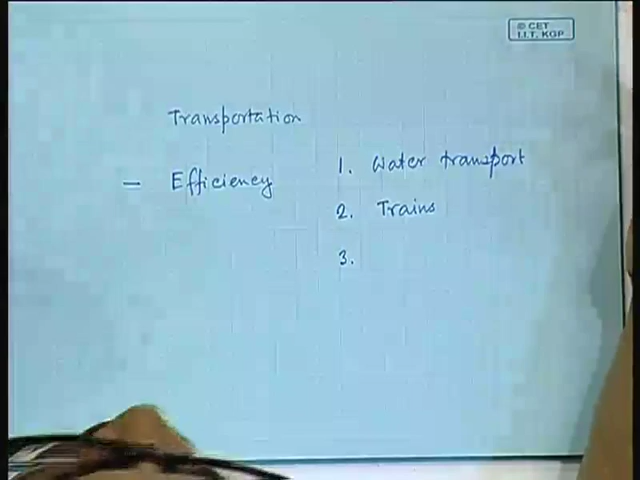 © CET
I.I.T. KGP
Transportation
— Efficiency
1. Water transport
2. Trains
3.